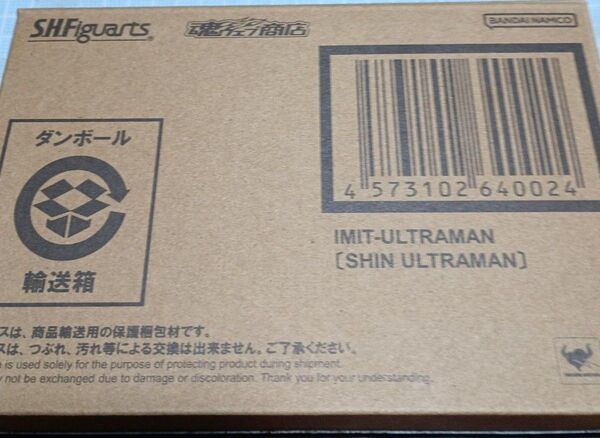 S.H.Figuarts
魂ウェブ商店
BANDAI NAMCO
ダンボール
輸送箱
4 573102 640024
IMIT-ULTRAMAN
[SHIN ULTRAMAN]
スは、商品輸送用の保護梱包材です。
スは、つぶれ、汚れ等による交換は出来ません。ご了承ください。
is used solely for the purpose of protecting product during shipment.
not be exchanged due to damage or discoloration. Thank you for your understanding.